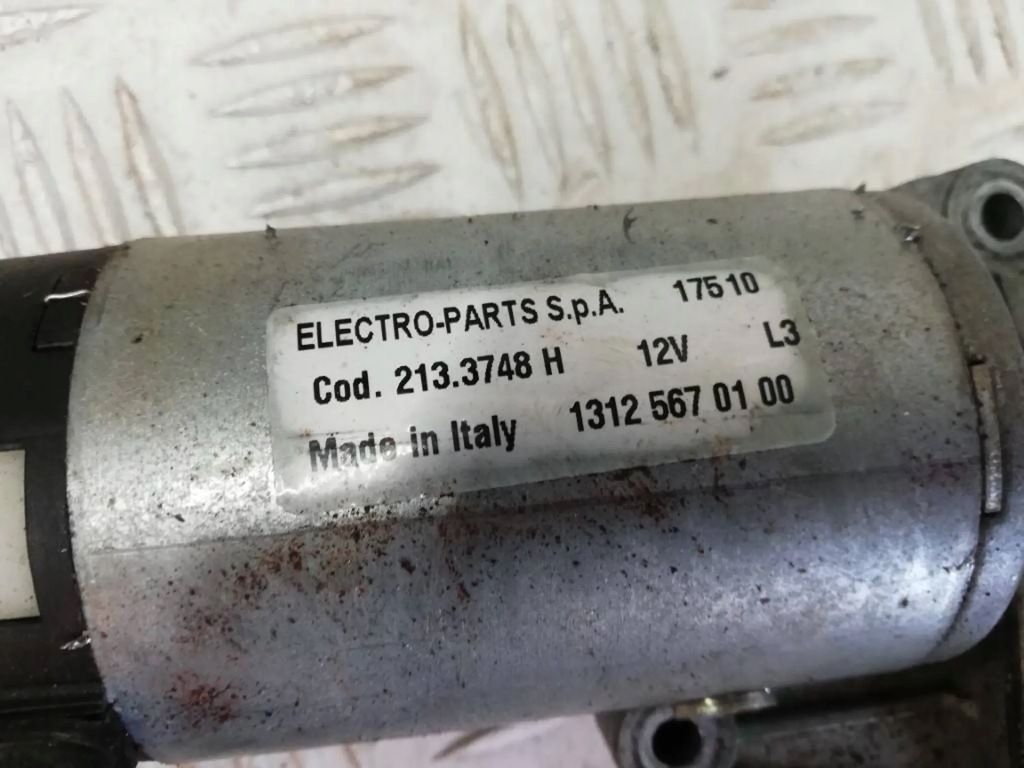 ELECTRO-PARTS S.p.A. 17510
Cod. 213.3748 H 12V L3
Made in Italy 1312 567 01 00